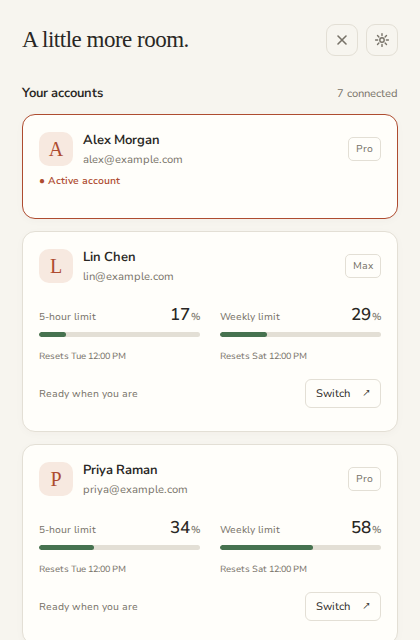 A little more room.
Your accounts
7 connected
A
Alex Morgan
alex@example.com
Pro
● Active account
L
Lin Chen
lin@example.com
Max
5-hour limit
17%
Weekly limit
29%
Resets Tue 12:00 PM
Resets Sat 12:00 PM
Ready when you are
Switch ↗
P
Priya Raman
priya@example.com
Pro
5-hour limit
34%
Weekly limit
58%
Resets Tue 12:00 PM
Resets Sat 12:00 PM
Ready when you are
Switch ↗